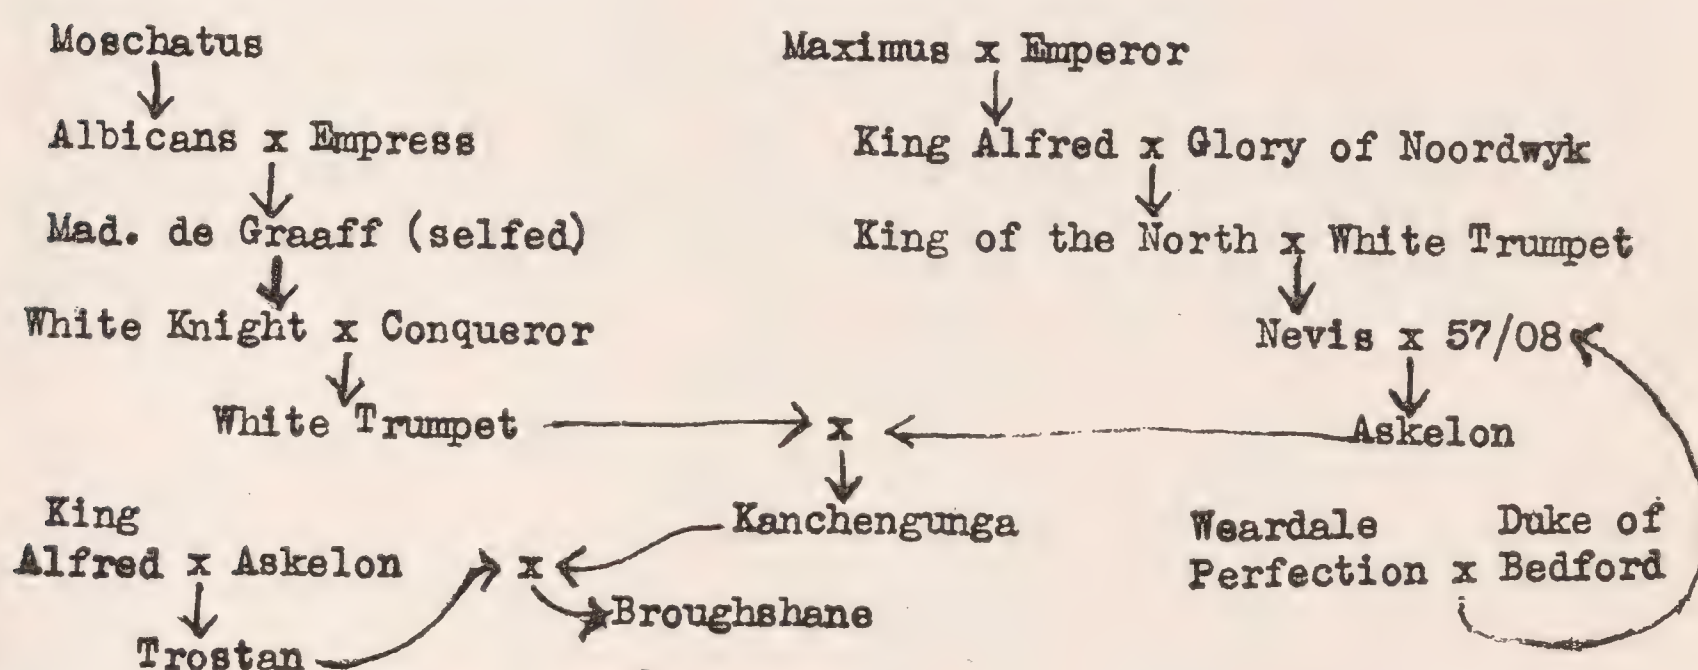 Moschatus
Maximus x Emperor
Albicans x Empress
King Alfred x Glory of Noordwyk
Mad. de Graaff (selfed)
King of the North x White Trumpet
White Knight x Conqueror
Nevis x 57/08
White Trumpet
x
Askelon
Kanchengunga
King
Alfred x Askelon
x
Weardale
Perfection x
Duke of
Bedford
Broughshane
Trostan